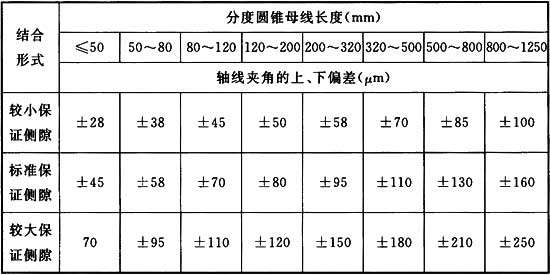 结合形式 分度圆锥母线长度(mm)
≤50 50～80 80～120 120～200 200～320 320～500 500～800 800～1250
轴线夹角的上、下偏差(μm)
较小保证侧隙 ±28 ±38 ±45 ±50 ±58 ±70 ±85 ±100
标准保证侧隙 ±45 ±58 ±70 ±80 ±95 ±110 ±130 ±160
较大保证侧隙 70 ±95 ±110 ±120 ±150 ±180 ±210 ±250